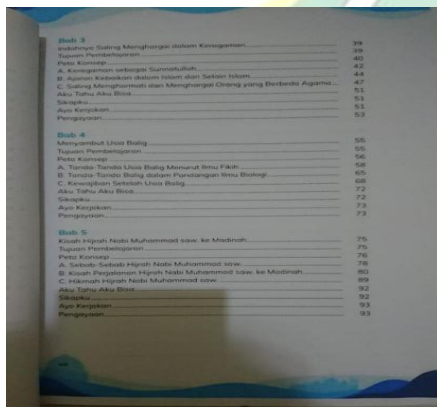 Bab 3
Indahnya Saling Menghargai dalam Keragaman 39
Tujuan Pembelajaran 39
Peta Konsep 40
A. Keragaman sebagai Sunnatullah 42
B. Ajaran Kebaikan dalam Islam dan Selain Islam 44
C. Saling Menghormati dan Menghargai Orang yang Berbeda Agama 47
Aku Tahu Aku Bisa 51
Sikapku 51
Ayo Kerjakan 51
Pengayaan 53
Bab 4
Menyambut Usia Balig 55
Tujuan Pembelajaran 55
Peta Konsep 56
A. Tanda-Tanda Usia Balig Menurut Ilmu Fikih 58
B. Tanda-Tanda Balig dalam Pandangan Ilmu Biologi 65
C. Kewajiban Setelah Usia Balig 68
Aku Tahu Aku Bisa 72
Sikapku 72
Ayo Kerjakan 73
Pengayaan 73
Bab 5
Kisah Hijrah Nabi Muhammad saw. ke Madinah 75
Tujuan Pembelajaran 75
Peta Konsep 76
A. Sebab-Sebab Hijrah Nabi Muhammad saw. 78
B. Kisah Perjalanan Hijrah Nabi Muhammad saw. ke Madinah 80
C. Hikmah Hijrah Nabi Muhammad saw. 89
Aku Tahu Aku Bisa 92
Sikapku 92
Ayo Kerjakan 93
Pengayaan 93